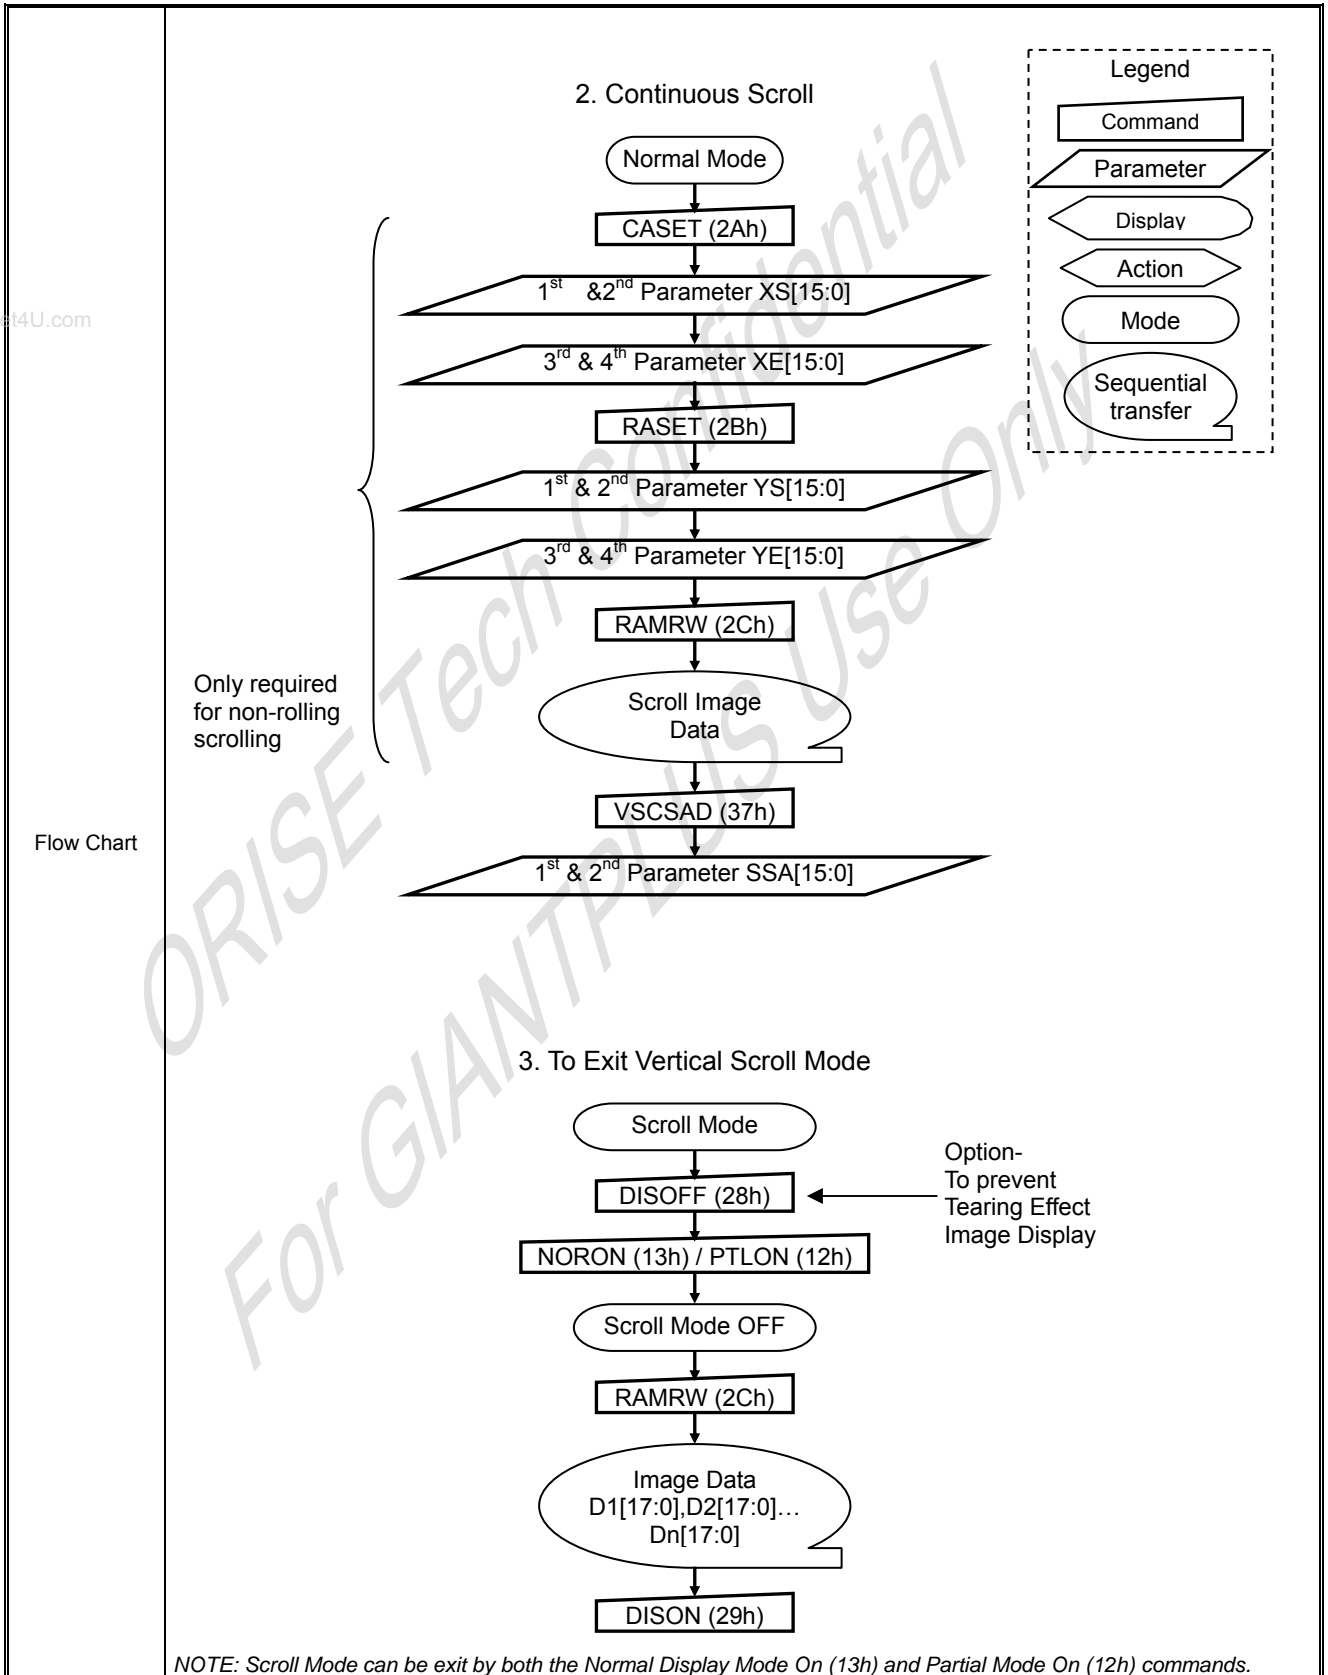 2. Continuous Scroll
Legend
Command
Parameter
Display
Action
Mode
Sequential
transfer
Normal Mode
CASET (2Ah)
1st &2nd Parameter XS[15:0]
et4U.com
3rd & 4th Parameter XE[15:0]
RASET (2Bh)
1st & 2nd Parameter YS[15:0]
3rd & 4th Parameter YE[15:0]
RAMRW (2Ch)
Only required
for non-rolling
scrolling
Scroll Image
Data
VSCSAD (37h)
Flow Chart
1st & 2nd Parameter SSA[15:0]
3. To Exit Vertical Scroll Mode
Scroll Mode
DISOFF (28h)
Option-
To prevent
Tearing Effect
Image Display
NORON (13h) / PTLON (12h)
Scroll Mode OFF
RAMRW (2Ch)
Image Data
D1[17:0],D2[17:0]…
Dn[17:0]
DISON (29h)
NOTE: Scroll Mode can be exit by both the Normal Display Mode On (13h) and Partial Mode On (12h) commands.
ORISE Tech Confidential
For GIANTPLUS Use Only